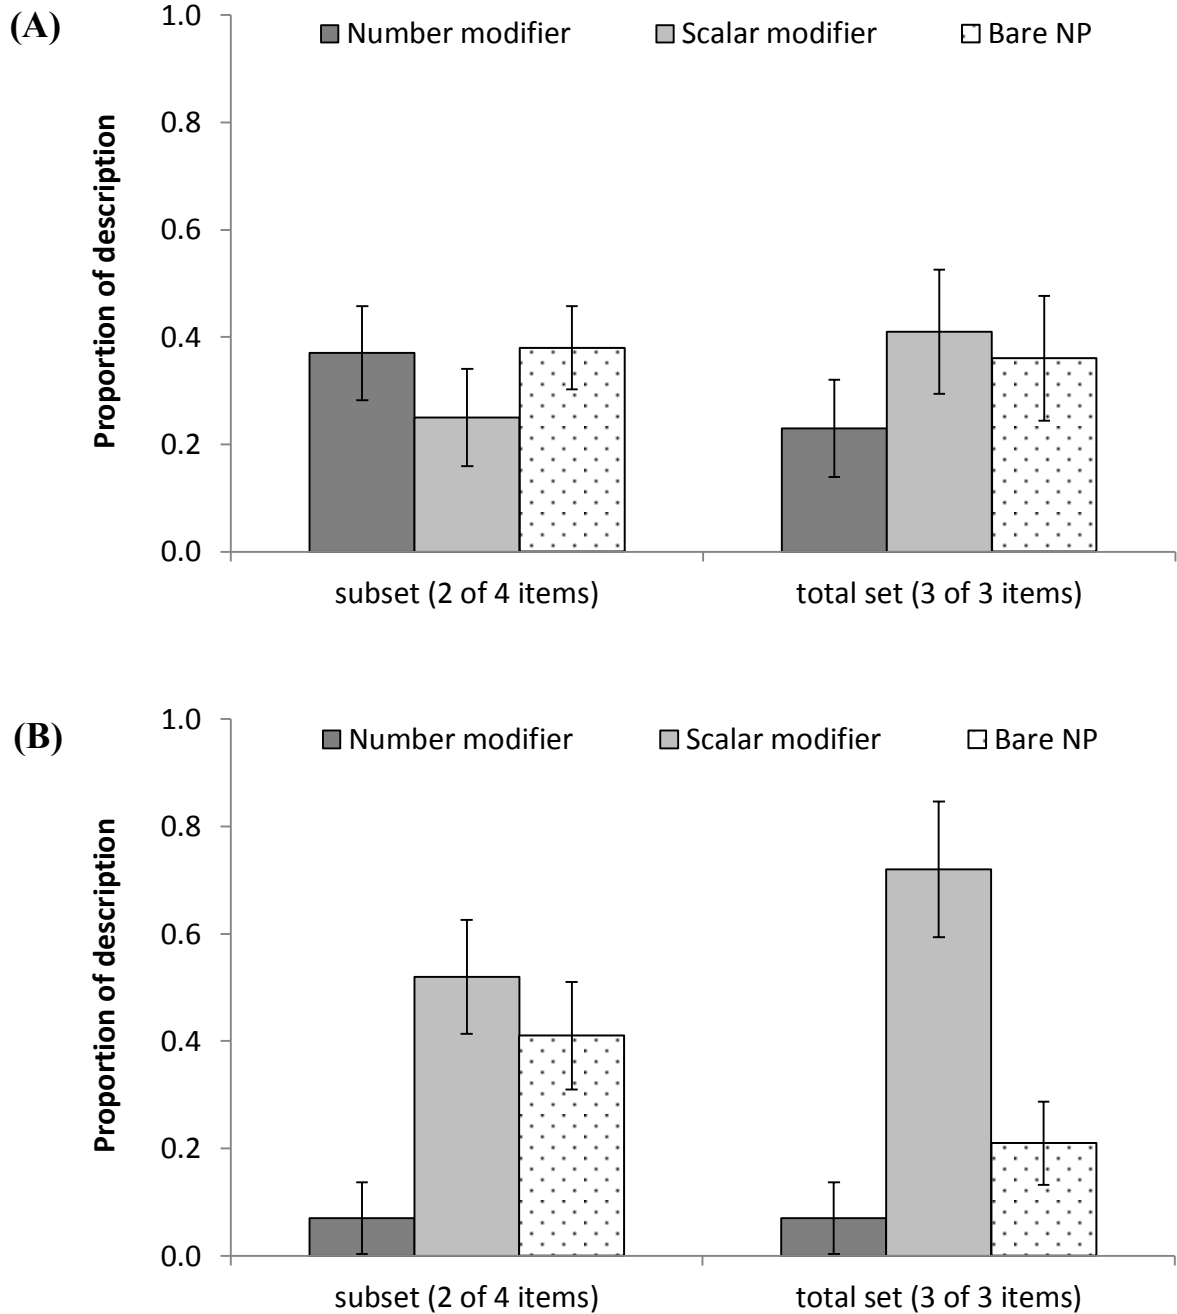 (A)
Number modifier Scalar modifier Bare NP
Proportion of description
1.0
0.8
0.6
0.4
0.2
0.0
subset (2 of 4 items) total set (3 of 3 items)
(B)
Number modifier Scalar modifier Bare NP
Proportion of description
1.0
0.8
0.6
0.4
0.2
0.0
subset (2 of 4 items) total set (3 of 3 items)